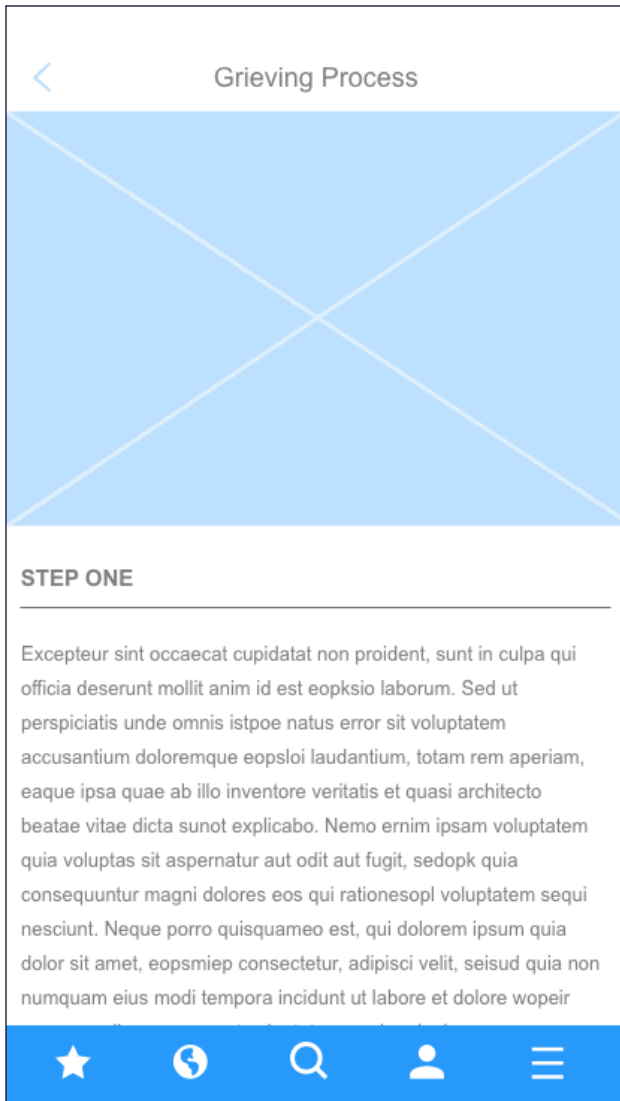 Grieving Process
STEP ONE
Excepteur sint occaecat cupidatat non proident, sunt in culpa qui
officia deserunt mollit anim id est eopksio laborum. Sed ut
perspiciatis unde omnis istpoe natus error sit voluptatem
accusantium doloremque eopsloi laudantium, totam rem aperiam,
eaque ipsa quae ab illo inventore veritatis et quasi architecto
beatae vitae dicta sunot explicabo. Nemo ernim ipsam voluptatem
quia voluptas sit aspernatur aut odit aut fugit, sedopk quia
consequuntur magni dolores eos qui rationesopl voluptatem sequi
nesciunt. Neque porro quisquameo est, qui dolorem ipsum quia
dolor sit amet, eopsmiep consectetur, adipisci velit, seisud quia non
numquam eius modi tempora incidunt ut labore et dolore wopeir